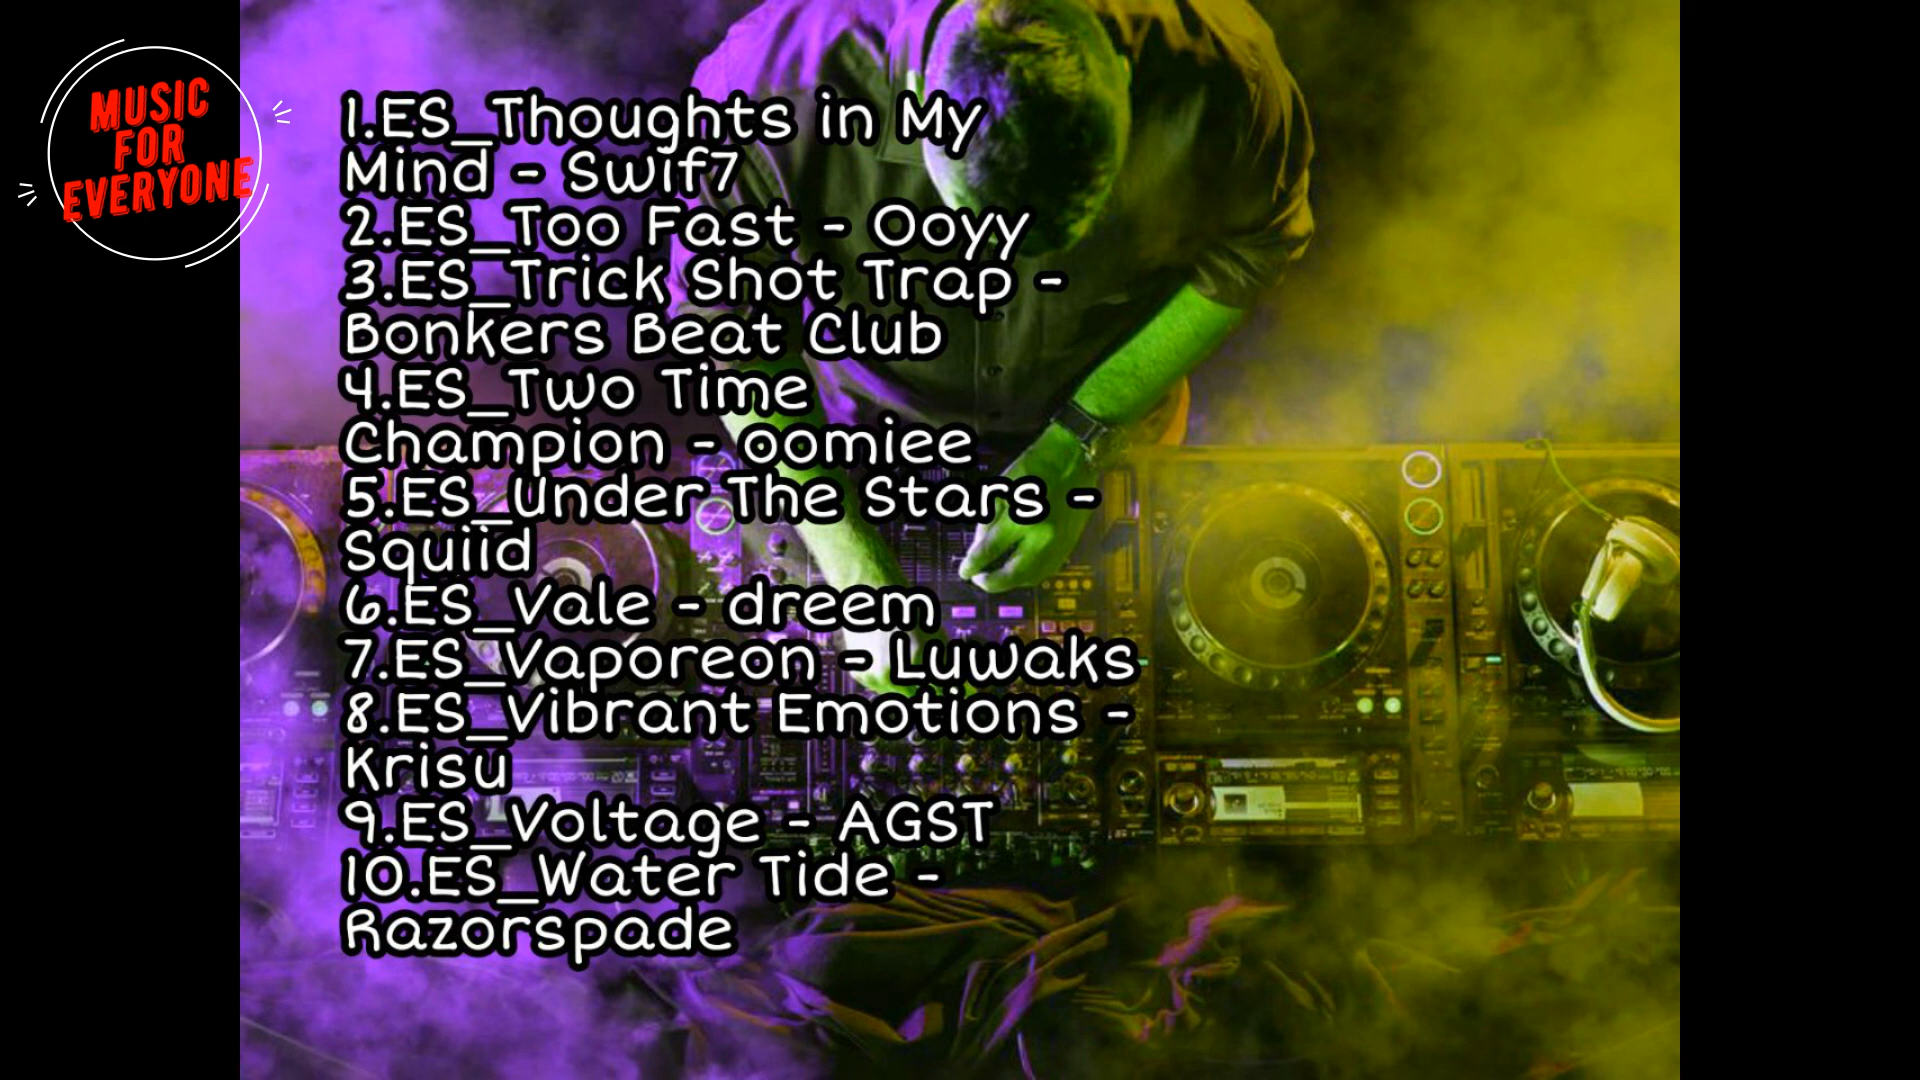 MUSIC
FOR
EVERYONE
1.ES_Thoughts in My
Mind - Swif7
2.ES_Too Fast - Ooyy
3.ES_Trick Shot Trap -
Bonkers Beat Club
4.ES_Two Time
Champion - oomiee
5.ES_Under The Stars -
Squiid
6.ES_Vale - dreem
7.ES_Vaporeon - Luwaks
8.ES_Vibrant Emotions -
Krisu
9.ES_Voltage - AGST
10.ES_Water Tide -
Razorspade